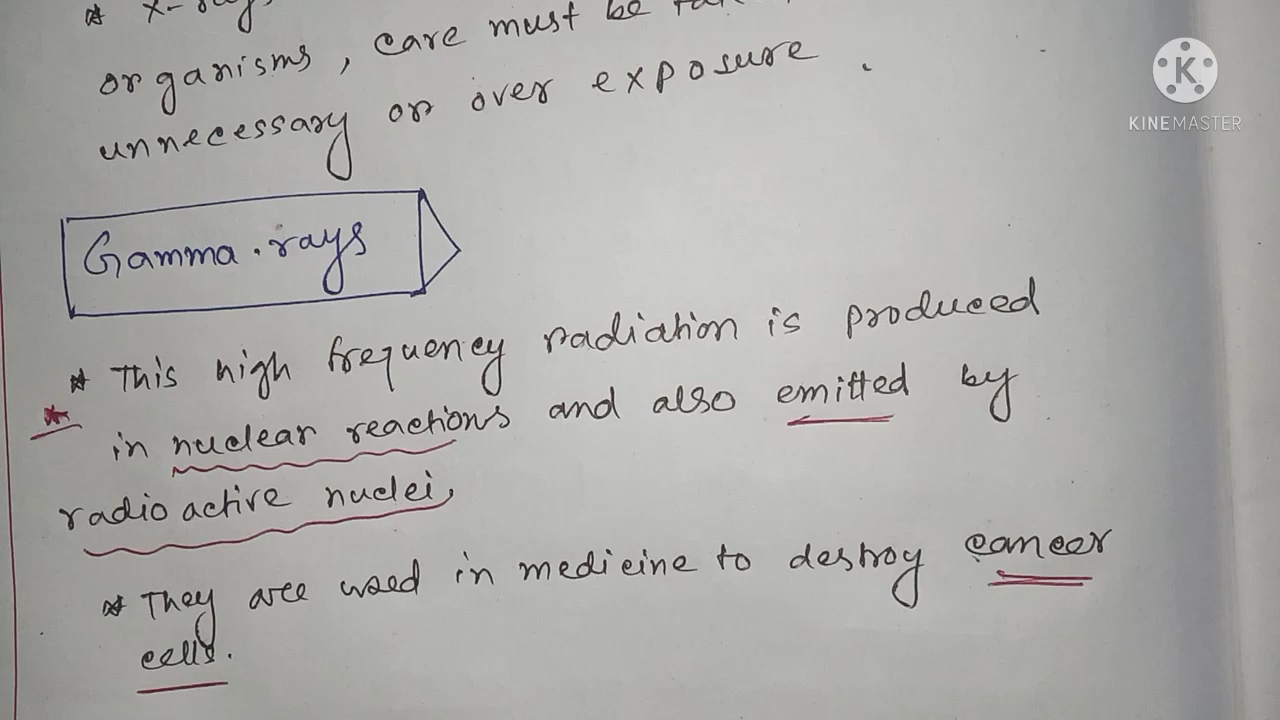 * X-rays
organisms, care must be
unnecessary or over exposure.
Gamma.rays
* This high frequency radiation is produced
in nuclear reactions and also emitted by
radio active nuclei,
* They are used in medicine to destroy cancer
cells.
K
KINEMASTER